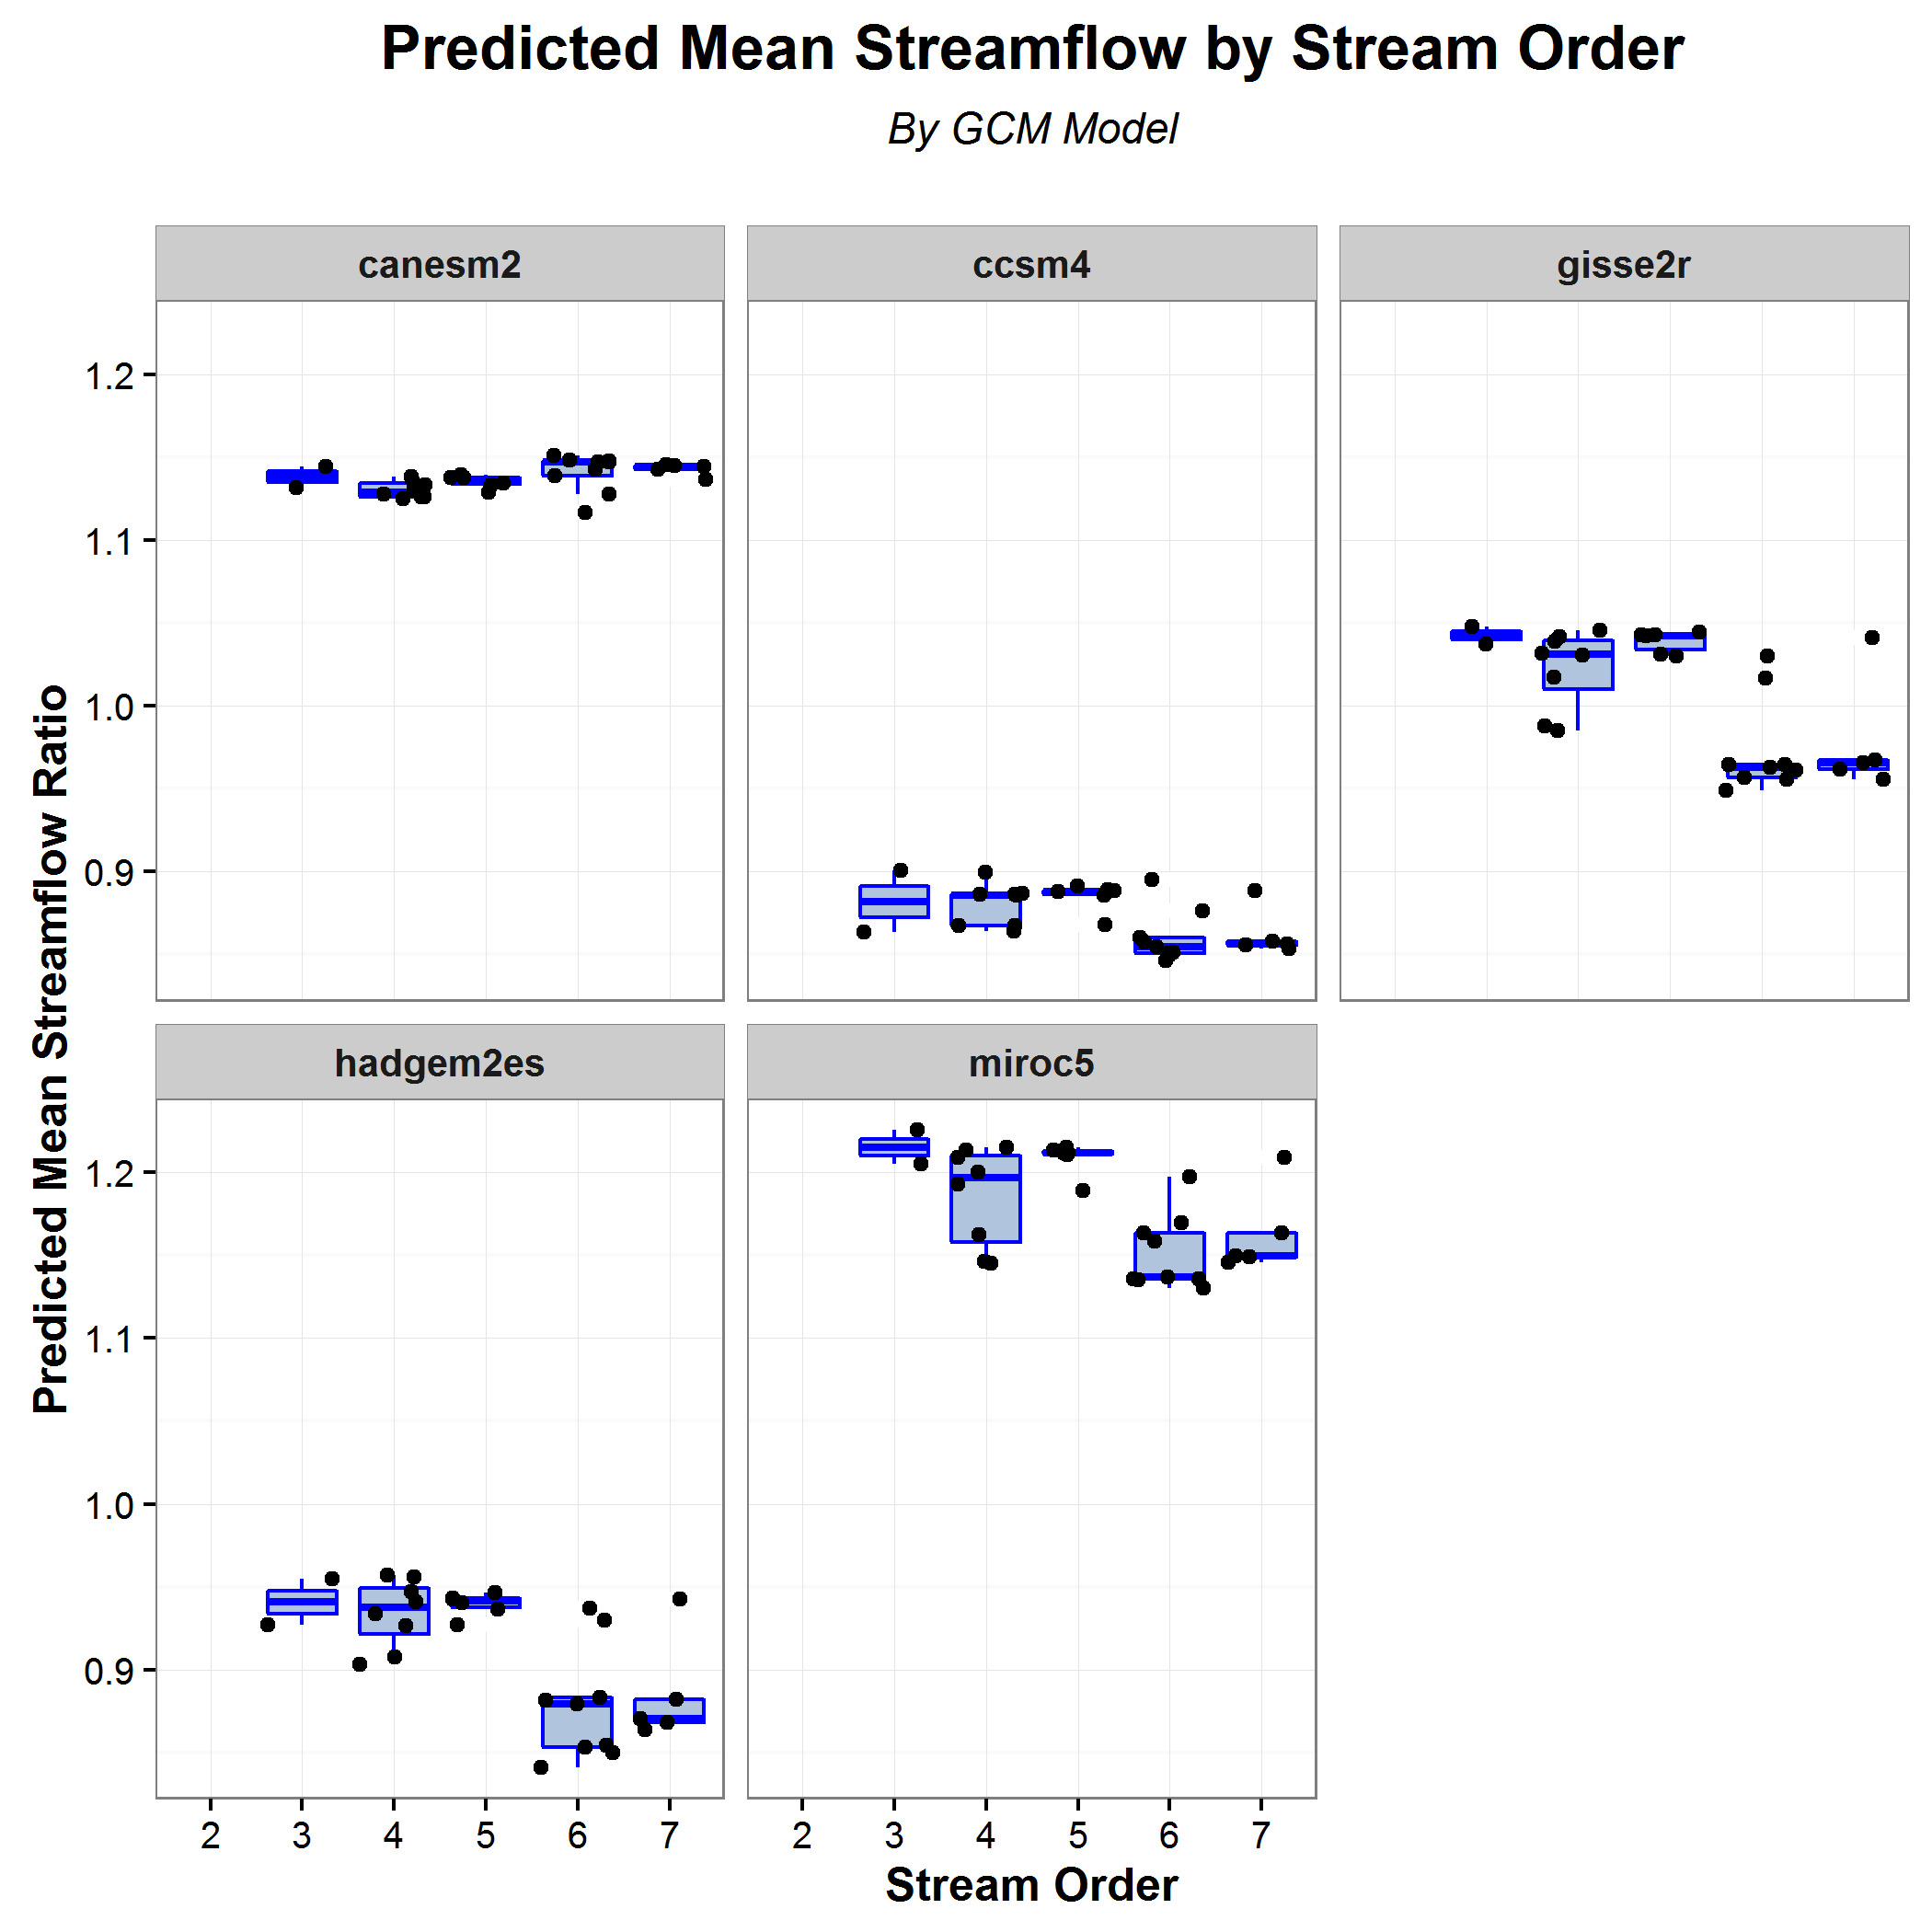 Predicted Mean Streamflow by Stream Order
By GCM Model
canesm2
ccsm4
gisse2r
1.2
1.1
1.0
0.9
hadgem2es
miroc5
1.2
1.1
1.0
0.9
Predicted Mean Streamflow Ratio
2 3 4 5 6 7
2 3 4 5 6 7
Stream Order